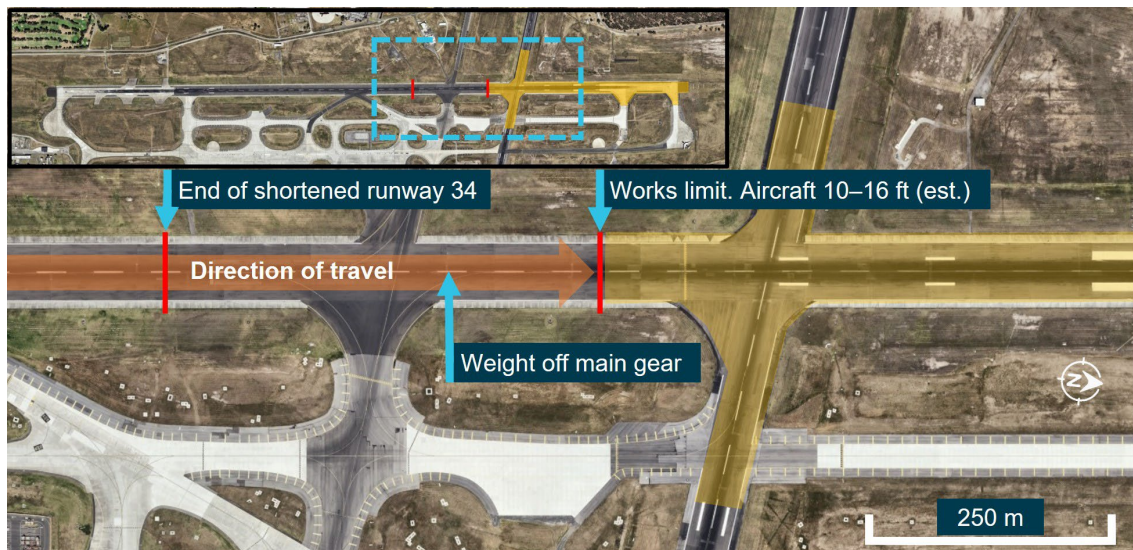 End of shortened runway 34
Works limit. Aircraft 10–16 ft (est.)
Direction of travel
Weight off main gear
N
250 m